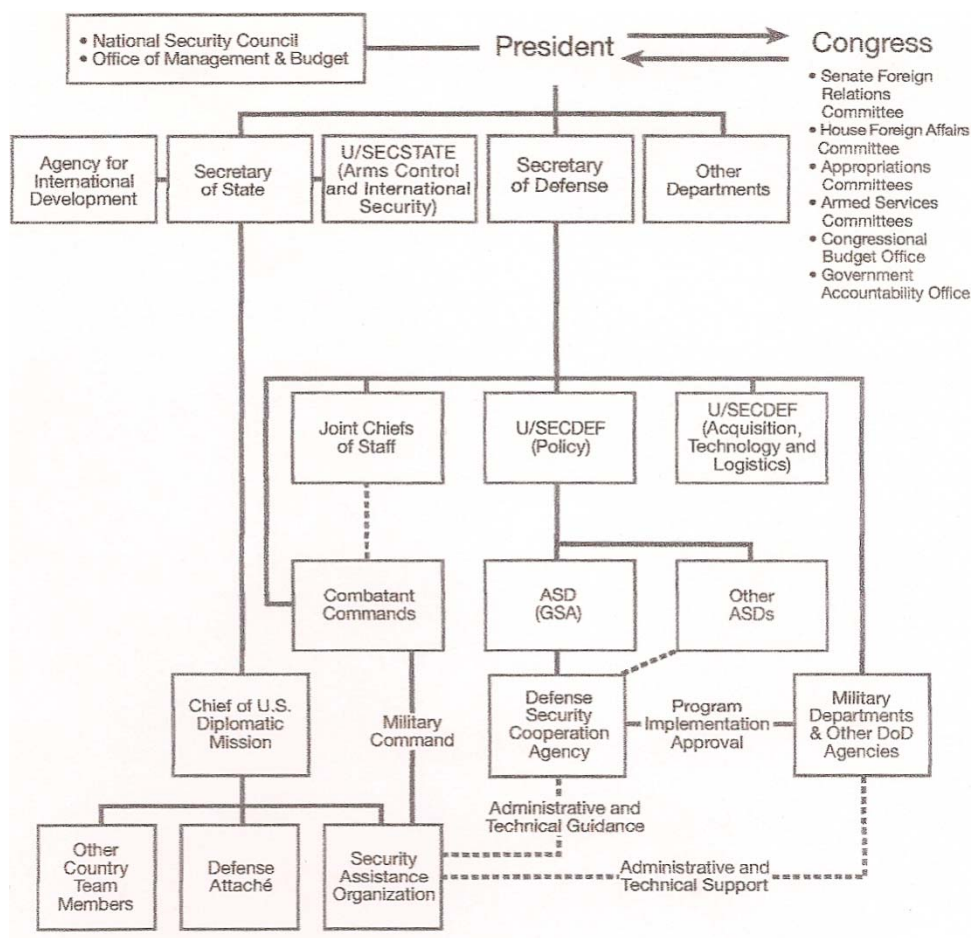 • National Security Council
• Office of Management & Budget
President
Congress
• Senate Foreign
Relations
Committee
• House Foreign Affairs
Committee
• Appropriations
Committees
• Armed Services
Committees
• Congressional
Budget Office
• Government
Accountability Office
Agency for
International
Development
Secretary
of State
U/SECSTATE
(Arms Control
and International
Security)
Secretary
of Defense
Other
Departments
Joint Chiefs
of Staff
U/SECDEF
(Policy)
U/SECDEF
(Acquisition,
Technology and
Logistics)
Combatant
Commands
ASD
(GSA)
Other
ASDs
Chief of U.S.
Diplomatic
Mission
Military
Command
Defense
Security
Cooperation
Agency
Program
Implementation
Approval
Military
Departments
& Other DoD
Agencies
Administrative and
Technical Guidance
Other
Country
Team
Members
Defense
Attaché
Security
Assistance
Organization
Administrative and
Technical Support